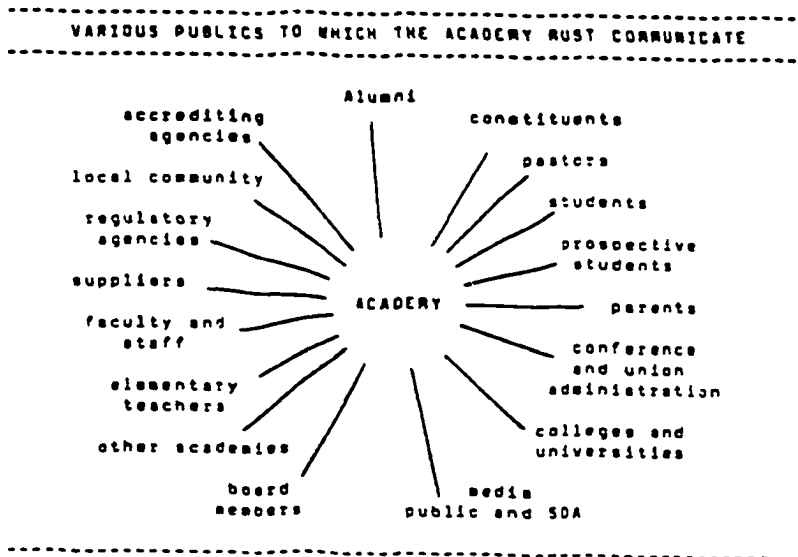 VARIOUS PUBLICS TO WHICH THE ACADEMY MUST COMMUNICATE
Alumni
accrediting
agencies
constituents
pastors
local community
students
regulatory
agencies
prospective
students
suppliers
ACADEMY
parents
faculty and
staff
conference
and union
administration
elementary
teachers
colleges and
universities
other academies
board
members
media
public and SDA